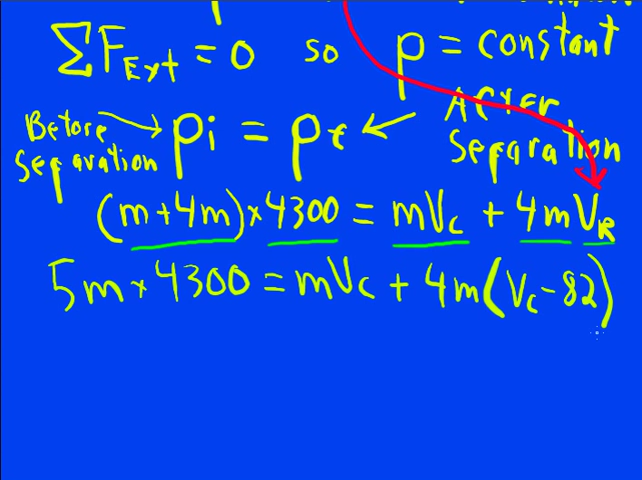 ΣF_Ext = 0 so p = constant
Before Separation → pi = pf ← After Separation
(m+4m)×4300 = mVc + 4mVR
5m×4300 = mVc + 4m(Vc-82)